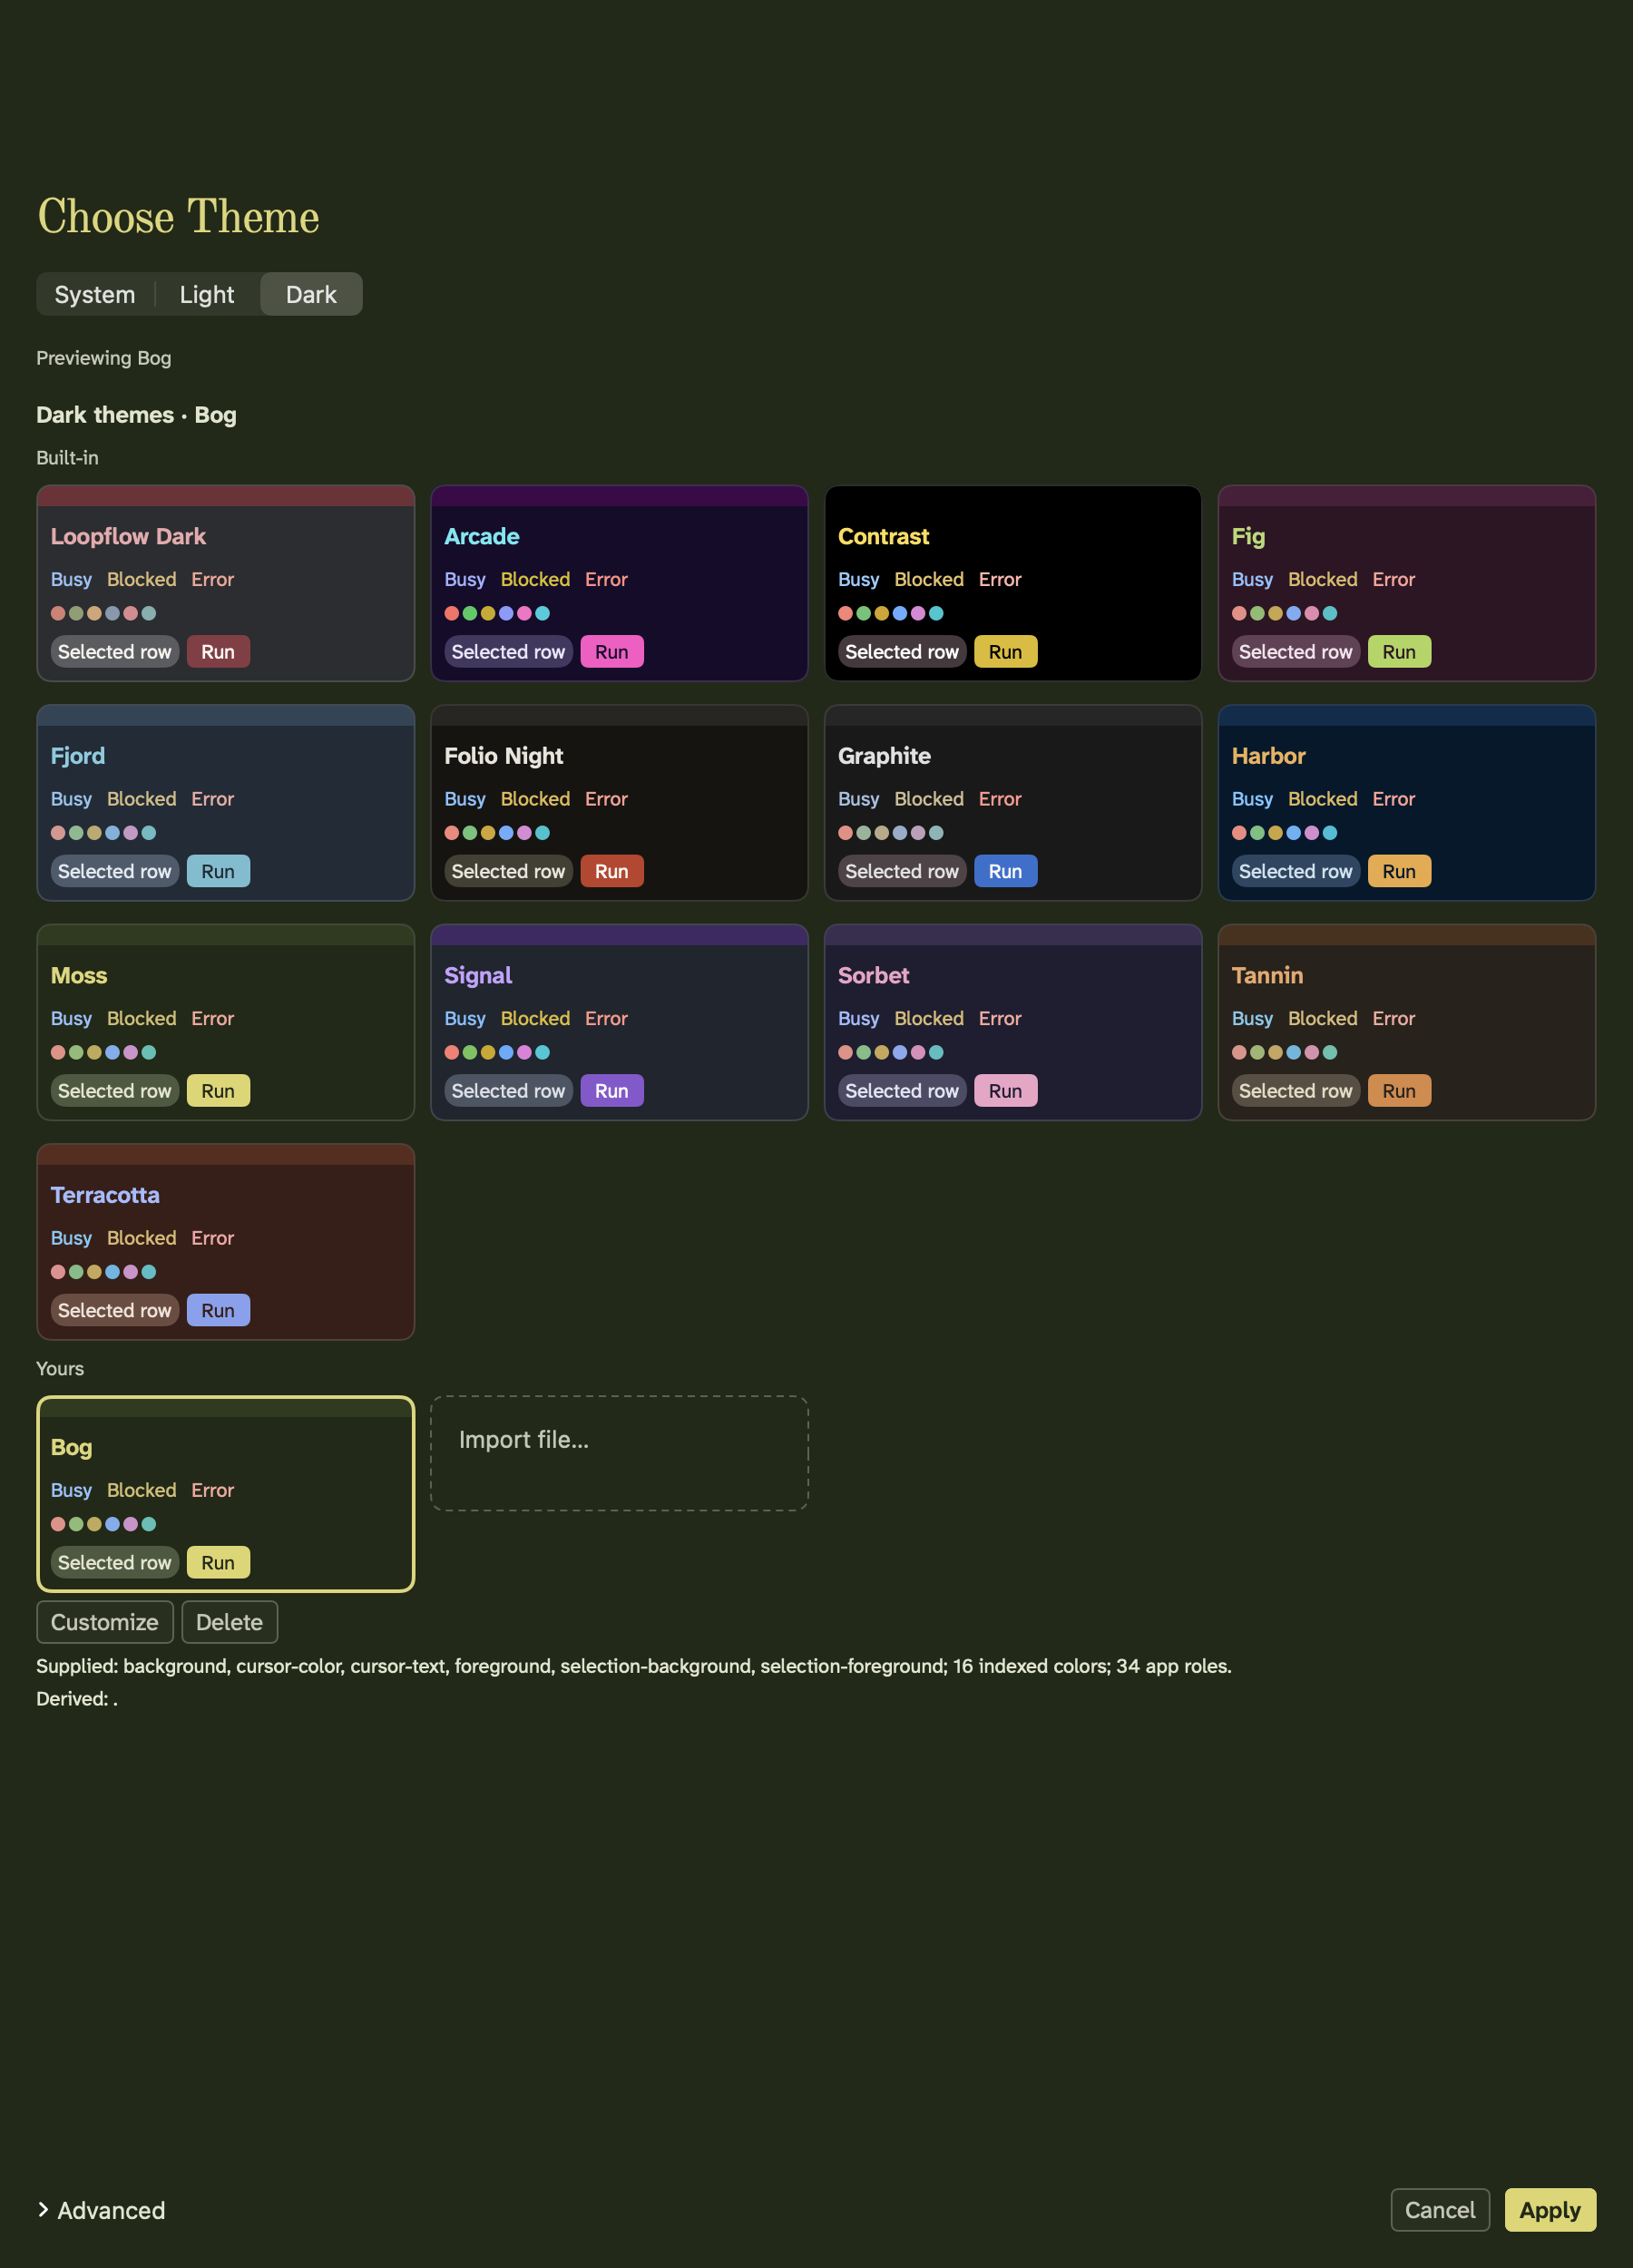 Choose Theme
System Light Dark
Previewing Bog
Dark themes · Bog
Built-in
Loopflow Dark
Busy Blocked Error
Selected row Run
Arcade
Busy Blocked Error
Selected row Run
Contrast
Busy Blocked Error
Selected row Run
Fig
Busy Blocked Error
Selected row Run
Fjord
Busy Blocked Error
Selected row Run
Folio Night
Busy Blocked Error
Selected row Run
Graphite
Busy Blocked Error
Selected row Run
Harbor
Busy Blocked Error
Selected row Run
Moss
Busy Blocked Error
Selected row Run
Signal
Busy Blocked Error
Selected row Run
Sorbet
Busy Blocked Error
Selected row Run
Tannin
Busy Blocked Error
Selected row Run
Terracotta
Busy Blocked Error
Selected row Run
Yours
Bog
Busy Blocked Error
Selected row Run
Import file...
Customize Delete
Supplied: background, cursor-color, cursor-text, foreground, selection-background, selection-foreground; 16 indexed colors; 34 app roles.
Derived: .
Advanced
Cancel Apply